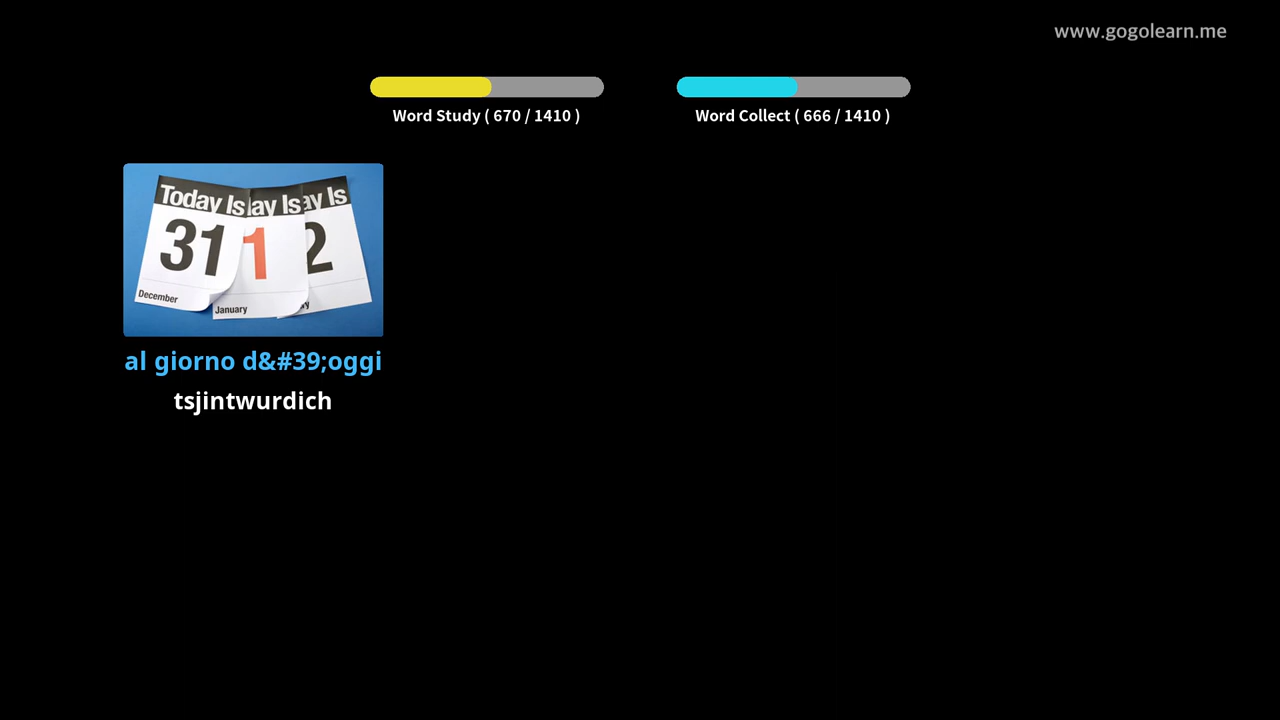 www.gogolearn.me
Word Study ( 670 / 1410 )
Word Collect ( 666 / 1410 )
Today Is
ay Is
ay Is
31
1
2
December
January
al giorno d&#39;oggi
tsjintwurdich